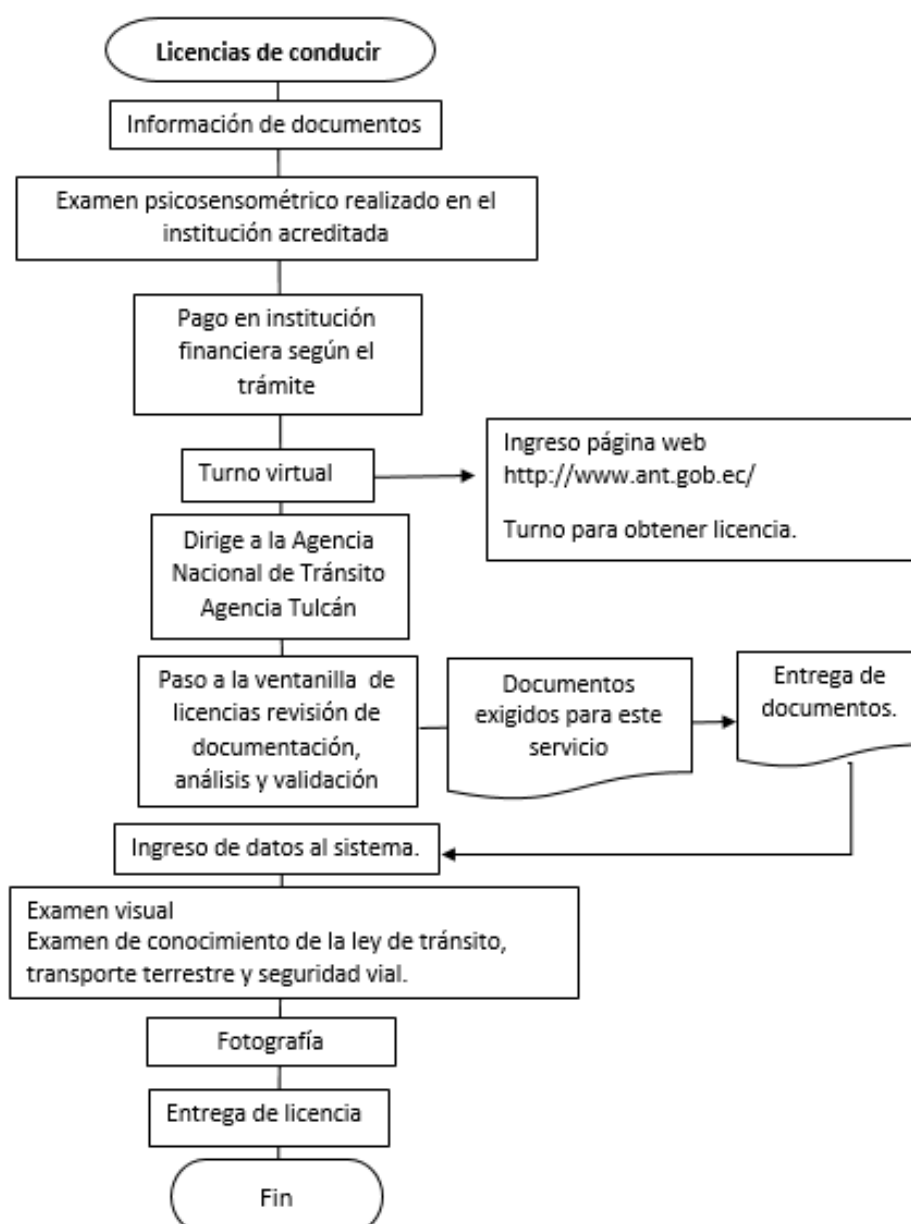 Licencias de conducir
Información de documentos
Examen psicosensométrico realizado en el
institución acreditada
Pago en institución
financiera según el
trámite
Turno virtual
Ingreso página web
http://www.ant.gob.ec/
Turno para obtener licencia.
Dirige a la Agencia
Nacional de Tránsito
Agencia Tulcán
Paso a la ventanilla de
licencias revisión de
documentación,
análisis y validación
Documentos
exigidos para este
servicio
Entrega de
documentos.
Ingreso de datos al sistema.
Examen visual
Examen de conocimiento de la ley de tránsito,
transporte terrestre y seguridad vial.
Fotografía
Entrega de licencia
Fin